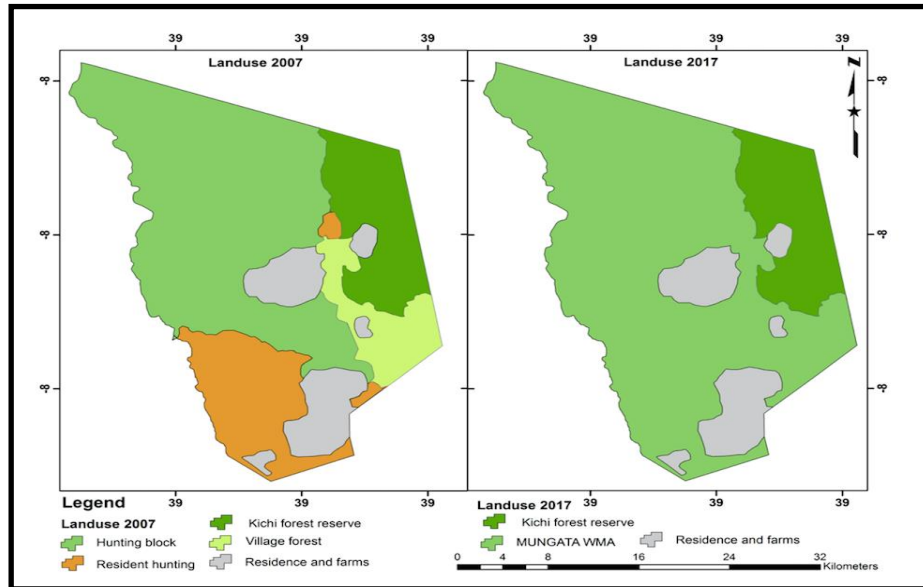 39 39 39 39 39 39
Landuse 2007 Landuse 2017
N
-8 -8
-8 -8
-8 -8
39 39 39 39 39 39
Legend
Landuse 2007
Hunting block
Resident hunting
Kichi forest reserve
Village forest
Residence and farms
Landuse 2017
Kichi forest reserve
MUNGATA WMA
Residence and farms
0 4 8 16 24 32
Kilometers